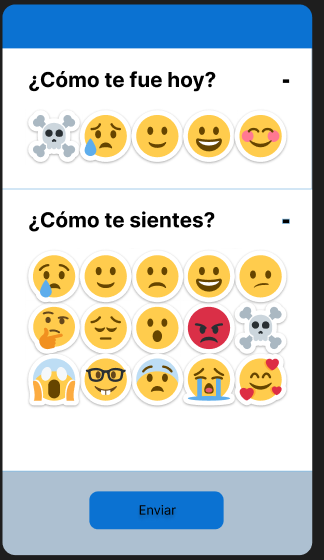 ¿Cómo te fue hoy? -
¿Cómo te sientes? -
Enviar